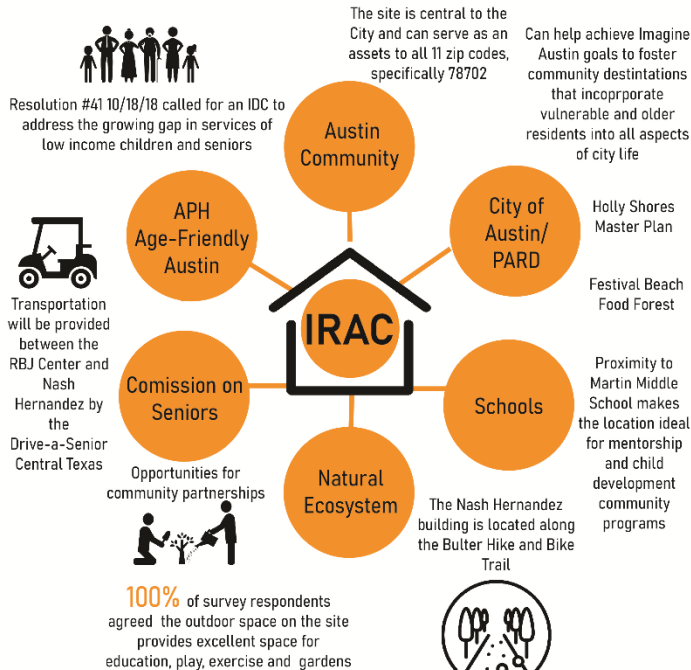 The site is central to the
City and can serve as an
assets to all 11 zip codes,
specifically 78702
Can help achieve Imagine
Austin goals to foster
community destintations
that incoprporate
vulnerable and older
residents into all aspects
of city life
Resolution #41 10/18/18 called for an IDC to
address the growing gap in services of
low income children and seniors
Austin
Community
APH
Age-Friendly
Austin
City of
Austin/
PARD
Holly Shores
Master Plan
Festival Beach
Food Forest
IRAC
Transportation
will be provided
between the
RBJ Center and
Nash
Hernandez by
the
Drive-a-Senior
Central Texas
Comission on
Seniors
Schools
Proximity to
Martin Middle
School makes
the location ideal
for mentorship
and child
development
community
programs
Natural
Ecosystem
Opportunities for
community partnerships
The Nash Hernandez
building is located along
the Bulter Hike and Bike
Trail
100% of survey respondents
agreed the outdoor space on the site
provides excellent space for
education, play, exercise and gardens